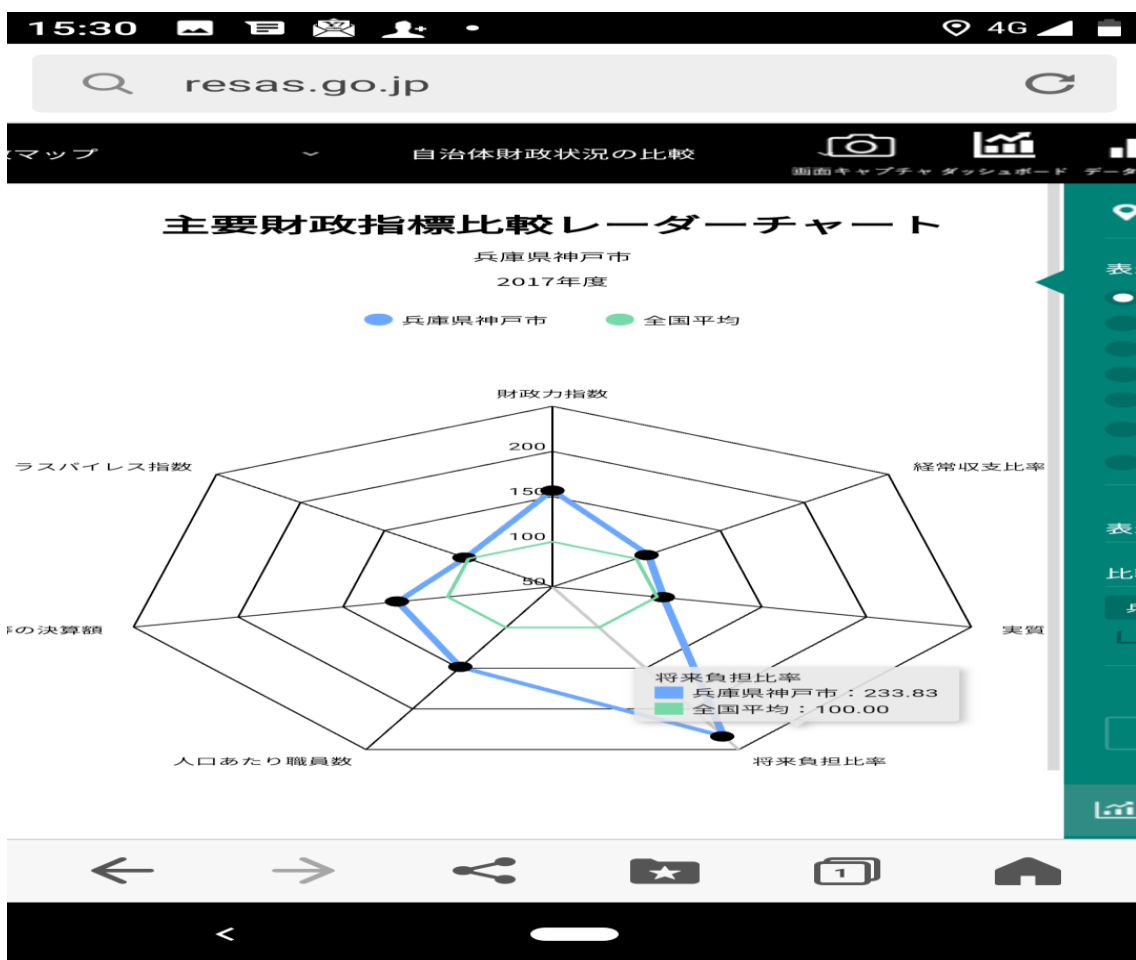 15:30
4G
resas.go.jp
マップ
自治体財政状況の比較
画面キャプチャ
ダッシュボード
データ
主要財政指標比較レーダーチャート
兵庫県神戸市
2017年度
兵庫県神戸市 全国平均
表
財政力指数
200
ラスパイレス指数
経常収支比率
150
100
50
表
比
の決算額
実質
将来負担比率
兵庫県神戸市：233.83
全国平均：100.00
人口あたり職員数
将来負担比率
1